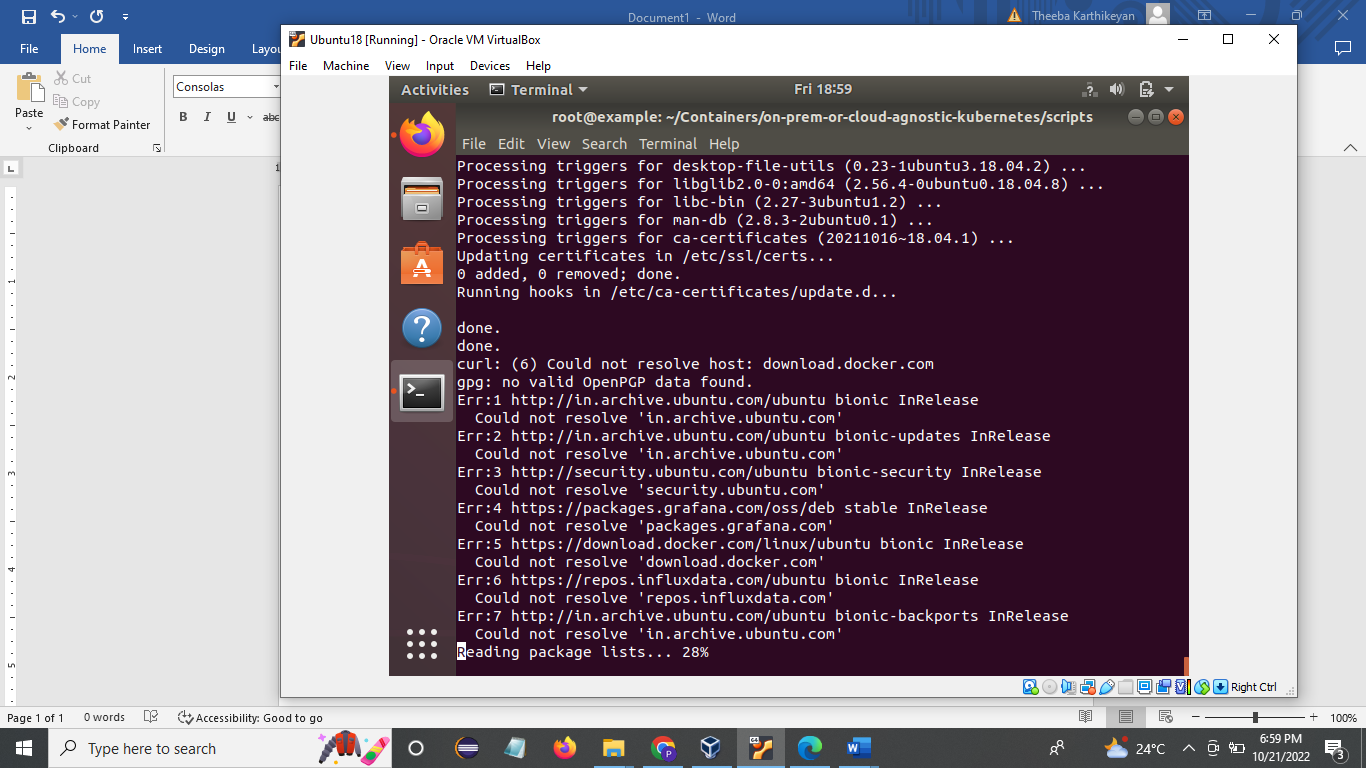 Document1 - Word
Theeba Karthikeyan
File Home Insert Design Layou
Cut
Copy
Paste
Format Painter
Clipboard
Consolas
B I U abc
Ubuntu18 [Running] - Oracle VM VirtualBox
File Machine View Input Devices Help
Activities
Terminal
Fri 18:59
root@example: ~/Containers/on-prem-or-cloud-agnostic-kubernetes/scripts
File Edit View Search Terminal Help
Processing triggers for desktop-file-utils (0.23-1ubuntu3.18.04.2) ...
Processing triggers for libglib2.0-0:amd64 (2.56.4-0ubuntu0.18.04.8) ...
Processing triggers for libc-bin (2.27-3ubuntu1.2) ...
Processing triggers for man-db (2.8.3-2ubuntu0.1) ...
Processing triggers for ca-certificates (20211016~18.04.1) ...
Updating certificates in /etc/ssl/certs...
0 added, 0 removed; done.
Running hooks in /etc/ca-certificates/update.d...
done.
done.
curl: (6) Could not resolve host: download.docker.com
gpg: no valid OpenPGP data found.
Err:1 http://in.archive.ubuntu.com/ubuntu bionic InRelease
Could not resolve 'in.archive.ubuntu.com'
Err:2 http://in.archive.ubuntu.com/ubuntu bionic-updates InRelease
Could not resolve 'in.archive.ubuntu.com'
Err:3 http://security.ubuntu.com/ubuntu bionic-security InRelease
Could not resolve 'security.ubuntu.com'
Err:4 https://packages.grafana.com/oss/deb stable InRelease
Could not resolve 'packages.grafana.com'
Err:5 https://download.docker.com/linux/ubuntu bionic InRelease
Could not resolve 'download.docker.com'
Err:6 https://repos.influxdata.com/ubuntu bionic InRelease
Could not resolve 'repos.influxdata.com'
Err:7 http://in.archive.ubuntu.com/ubuntu bionic-backports InRelease
Could not resolve 'in.archive.ubuntu.com'
Reading package lists... 28%
Right Ctrl
Page 1 of 1 0 words Accessibility: Good to go 100%
Type here to search
24°C
6:59 PM
10/21/2022
3